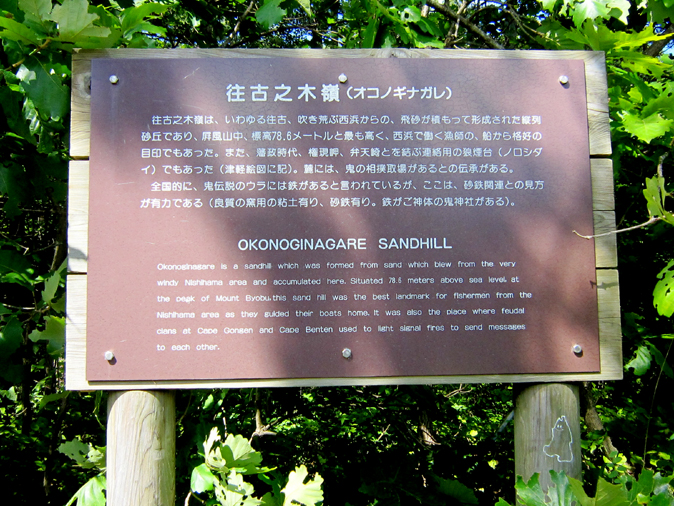 往古之木嶺(オコノギナガレ)
往古之木嶺は、いわゆる往古、吹き荒ぶ西浜からの、飛砂が積もって形成された縦列
砂丘であり、屏風山中、標高78.6メートルと最も高く、西浜で働く漁師の、船から格好の
目印でもあった。また、藩政時代、権現岬、弁天崎とを結ぶ連絡用の狼煙台(ノロシダ
イ)でもあった(津軽絵図に記)。麓には、鬼の相撲取場があるとの伝承がある。
全国的に、鬼伝説のウラには鉄があると言われているが、ここは、砂鉄関連との見方
が有力である(良質の窯用の粘土有り、砂鉄有り。鉄がご神体の鬼神社がある)。
OKONOGINAGARE SANDHILL
Okonoginagare is a sandhill which was formed from sand which blew from the very
windy Nishihama area and accumulated here. Situated 78.6 meters above sea level at
the peak of Mount Byobu, this sand hill was the best landmark for fishermen from the
Nishihama area as they guided their boats home. It was also the place where feudal
clans at Cape Gongen and Cape Benten used to light signal fires to send messages
to each other.